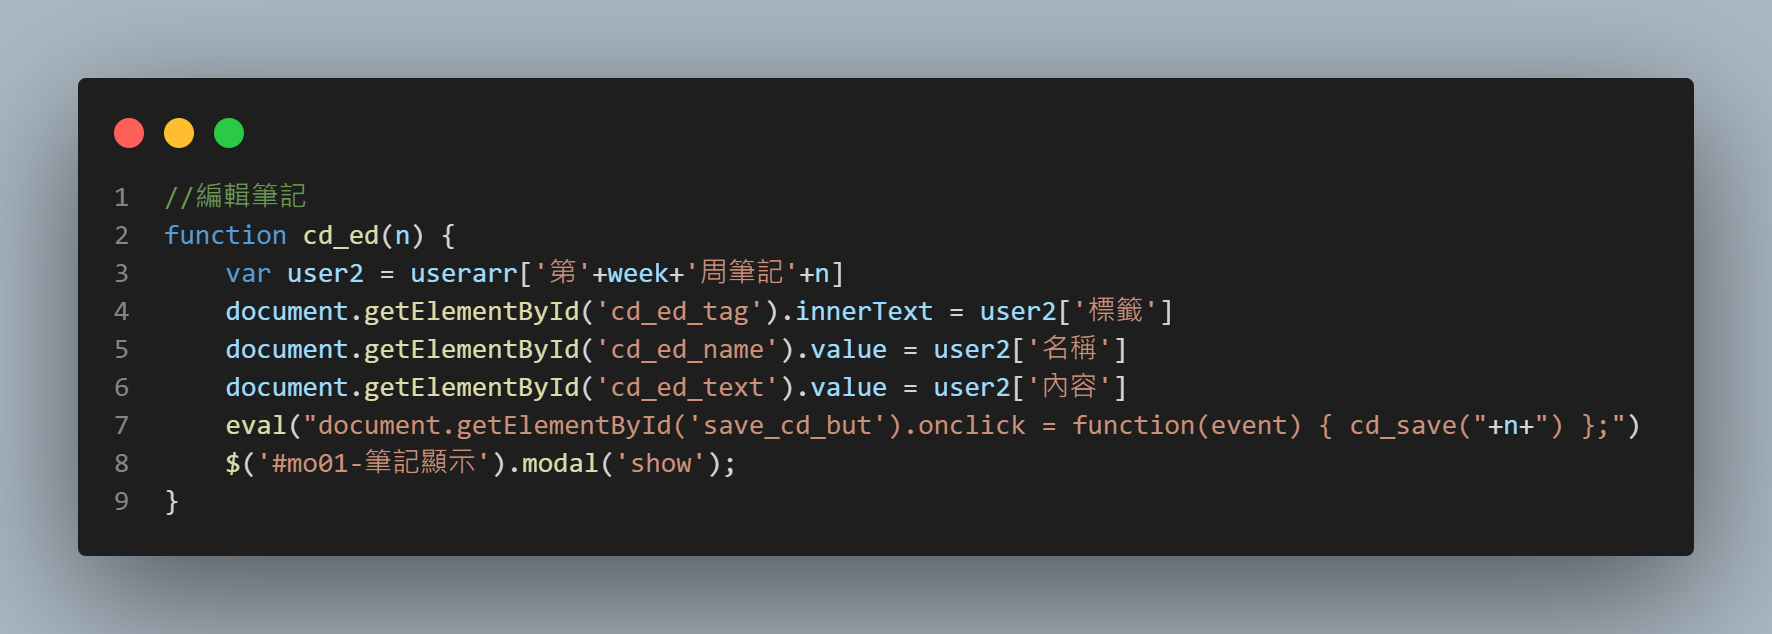 1 //編輯筆記
2 function cd_ed(n) {
3     var user2 = userarr['第'+week+'周筆記'+n]
4     document.getElementById('cd_ed_tag').innerText = user2['標籤']
5     document.getElementById('cd_ed_name').value = user2['名稱']
6     document.getElementById('cd_ed_text').value = user2['內容']
7     eval("document.getElementById('save_cd_but').onclick = function(event) { cd_save("+n+") };")
8     $('#mo01-筆記顯示').modal('show');
9 }